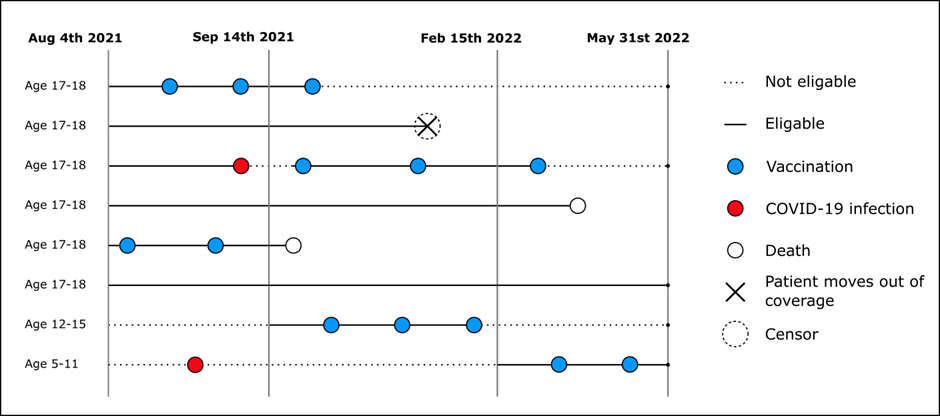 Aug 4th 2021
Sep 14th 2021
Feb 15th 2022
May 31st 2022
Age 17-18
Age 17-18
Age 17-18
Age 17-18
Age 17-18
Age 17-18
Age 12-15
Age 5-11
Not eligable
Eligable
Vaccination
COVID-19 infection
Death
Patient moves out of
coverage
Censor